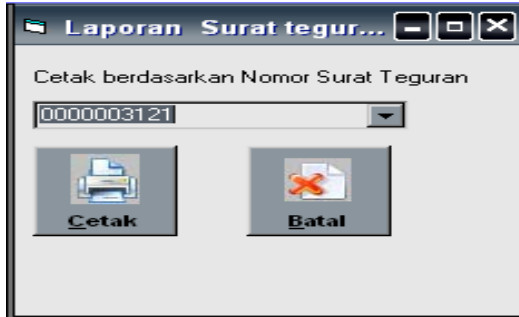 Laporan Surat tegur...
Cetak berdasarkan Nomor Surat Teguran
0000003121
Cetak
Batal